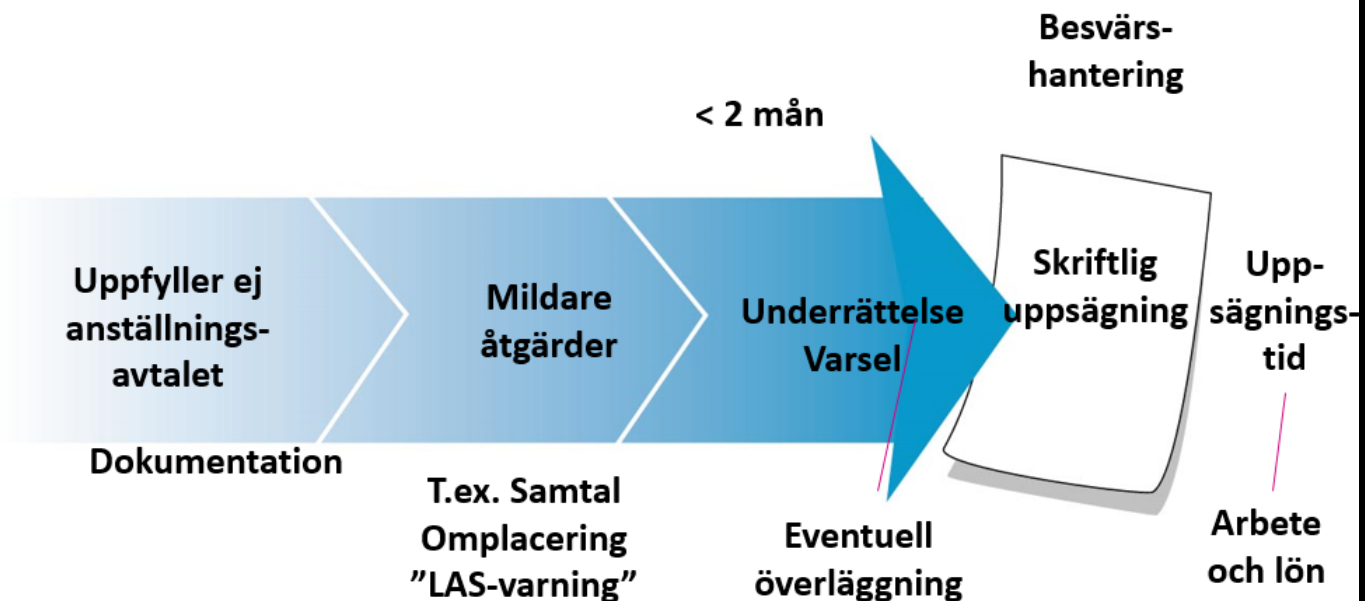 Besvärs-
hantering
< 2 mån
Uppfyller ej
anställnings-
avtalet
Mildare
åtgärder
Underrättelse
Varsel
Skriftlig
uppsägning
Upp-
sägnings-
tid
Dokumentation
T.ex. Samtal
Omplacering
”LAS-varning”
Eventuell
överläggning
Arbete
och lön